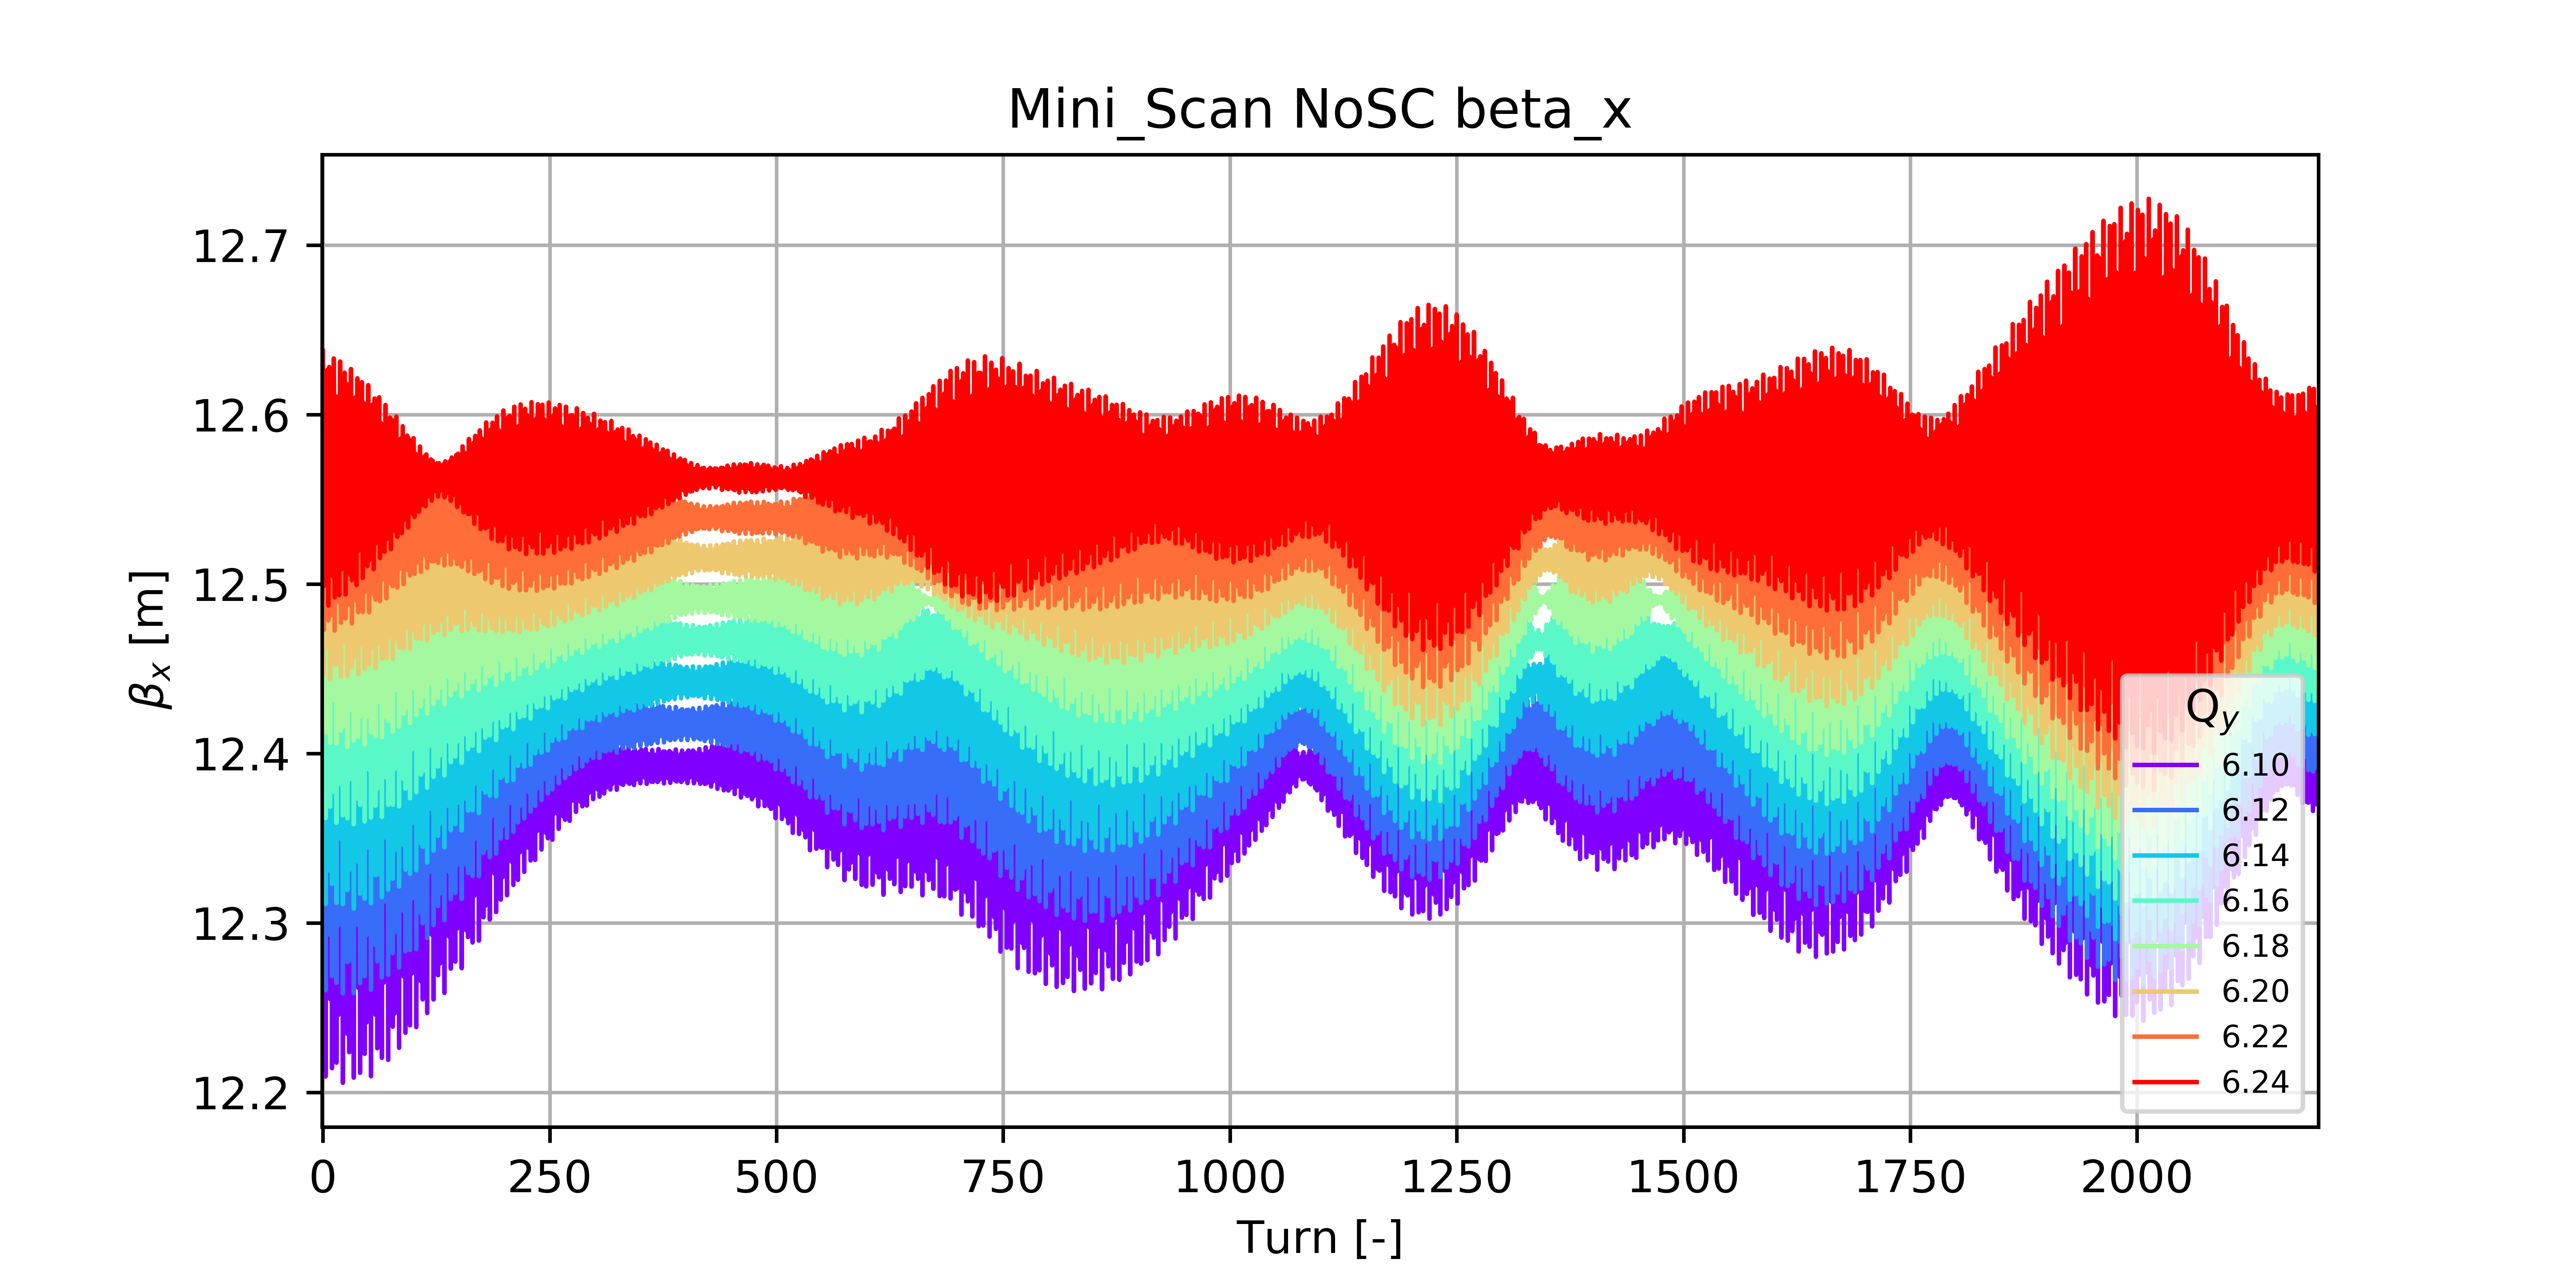 Mini_Scan NoSC beta_x
12.7
12.6
12.5
12.4
12.3
12.2
βx [m]
0 250 500 750 1000 1250 1500 1750 2000
Turn [-]
Qy
6.10
6.12
6.14
6.16
6.18
6.20
6.22
6.24